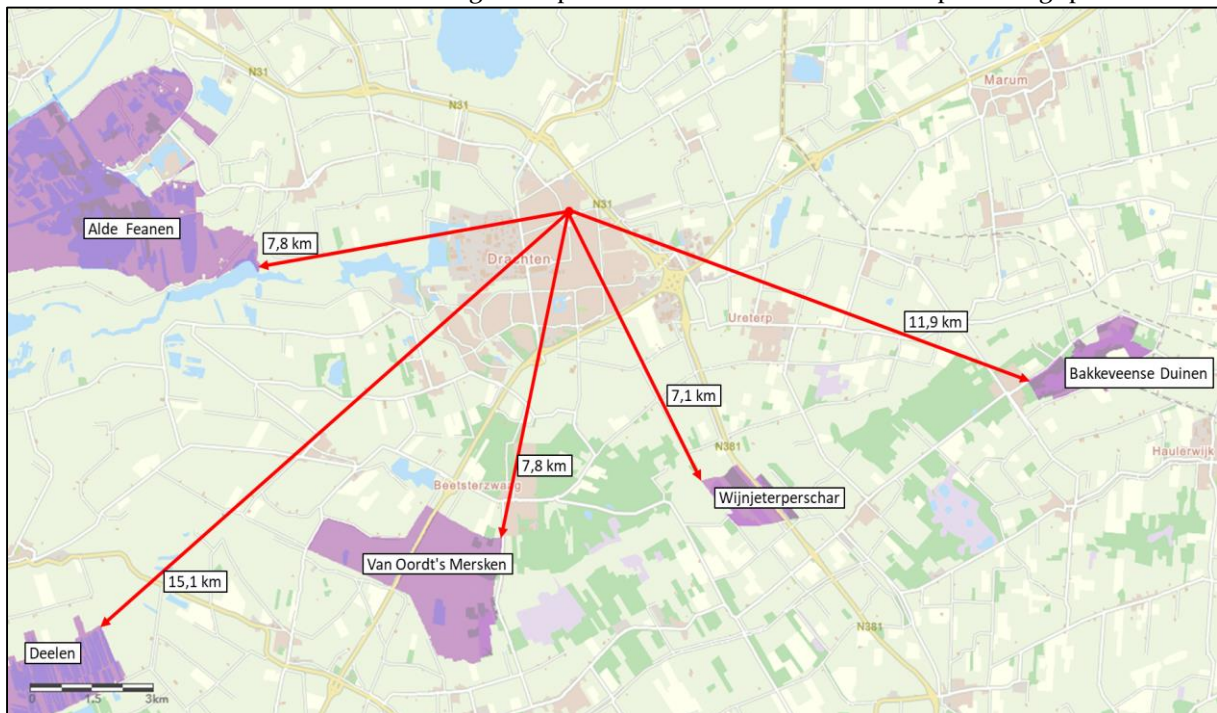 N31
N31
Marum
Alde Feanen
7,8 km
N31
Drachten
Ureterp
11,9 km
Bakkeveense Duinen
7,1 km
N381
Haulerwijk
7,8 km
Beetsterzwaag
Wijnjeterperschar
Van Oordt's Mersken
15,1 km
Deelen
N381
0 1.5 3km